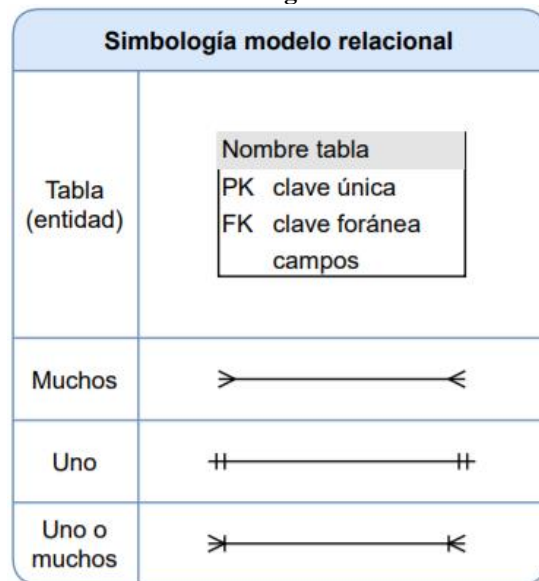 Simbología modelo relacional
Tabla
(entidad)
Nombre tabla
PK clave única
FK clave foránea
campos
Muchos
Uno
Uno o
muchos